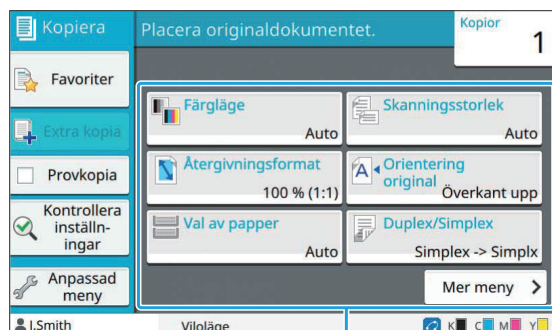 Kopiera
Placera originaldokumentet.
Kopior
1
Favoriter
Extra kopia
Provkopia
Kontrollera
inställn-
ingar
Anpassad
meny
Färgläge
Auto
Skanningsstorlek
Auto
Återgivningsformat
100 % (1:1)
Orientering
original
Överkant upp
Val av papper
Auto
Duplex/Simplex
Simplex -> Simplx
Mer meny
J.Smith
Viloläge
K C M Y